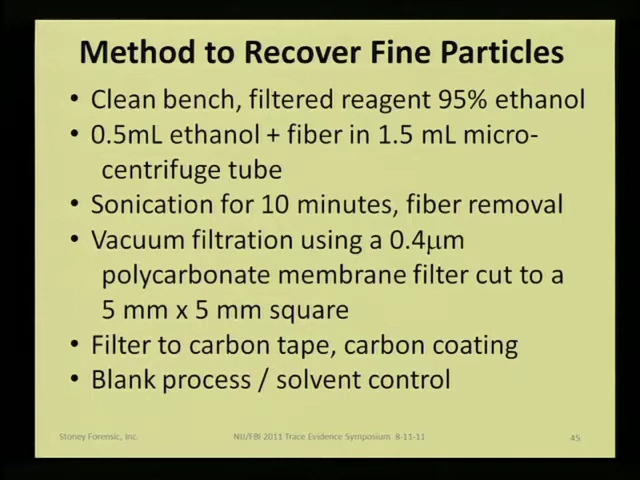 Method to Recover Fine Particles
• Clean bench, filtered reagent 95% ethanol
• 0.5mL ethanol + fiber in 1.5 mL micro-
centrifuge tube
• Sonication for 10 minutes, fiber removal
• Vacuum filtration using a 0.4μm
polycarbonate membrane filter cut to a
5 mm x 5 mm square
• Filter to carbon tape, carbon coating
• Blank process / solvent control
Stoney Forensic, Inc. NIJ/FBI 2011 Trace Evidence Symposium 8-11-11 45